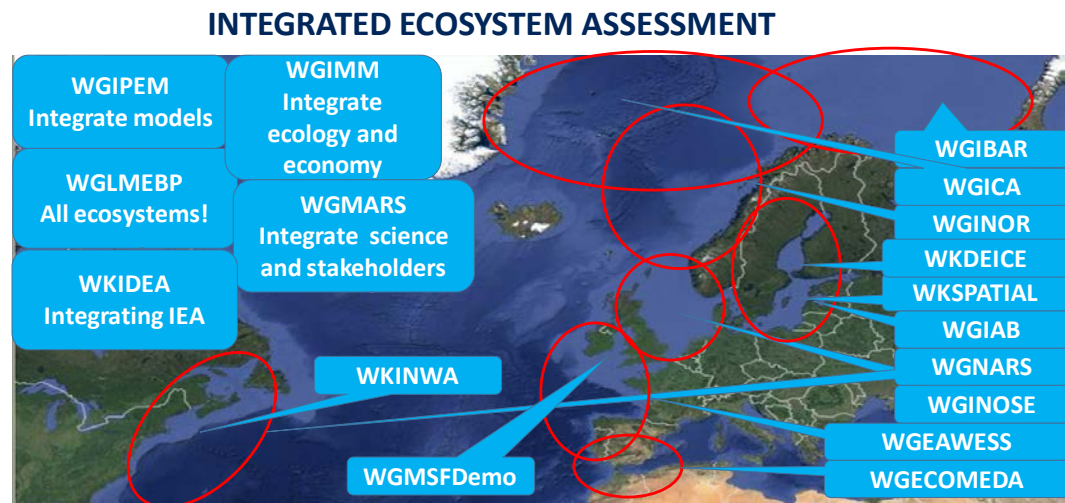 INTEGRATED ECOSYSTEM ASSESSMENT
WGIPEM
Integrate models
WGIMM
Integrate
ecology and
economy
WGLMEBP
All ecosystems!
WGMARS
Integrate science
and stakeholders
WKIDEA
Integrating IEA
WKINWA
WGMSFDemo
WGIBAR
WGICA
WGINOR
WKDEICE
WKSPATIAL
WGIAB
WGNARS
WGINOSE
WGEAWESS
WGECOMEDA